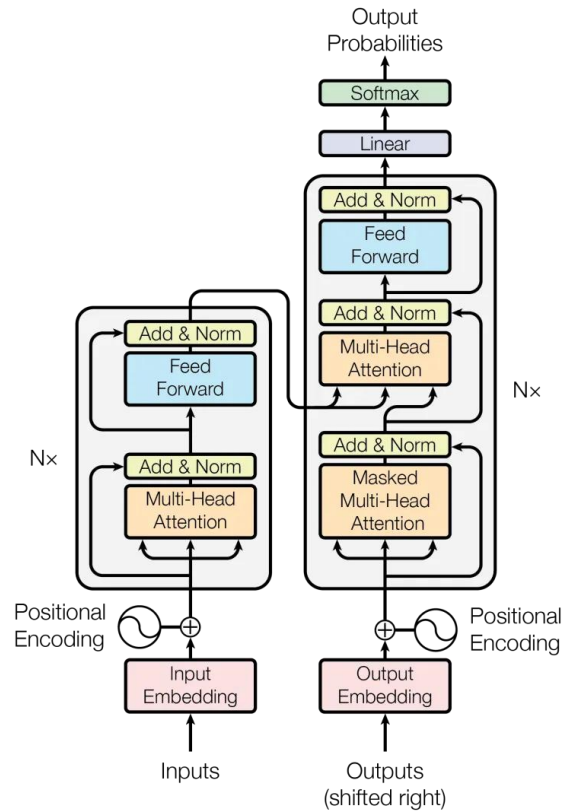 Output
Probabilities
Softmax
Linear
Add & Norm
Feed
Forward
Add & Norm
Multi-Head
Attention
Add & Norm
Masked
Multi-Head
Attention
N×
Add & Norm
Feed
Forward
Add & Norm
Multi-Head
Attention
N×
Positional
Encoding
Input
Embedding
Inputs
Positional
Encoding
Output
Embedding
Outputs
(shifted right)